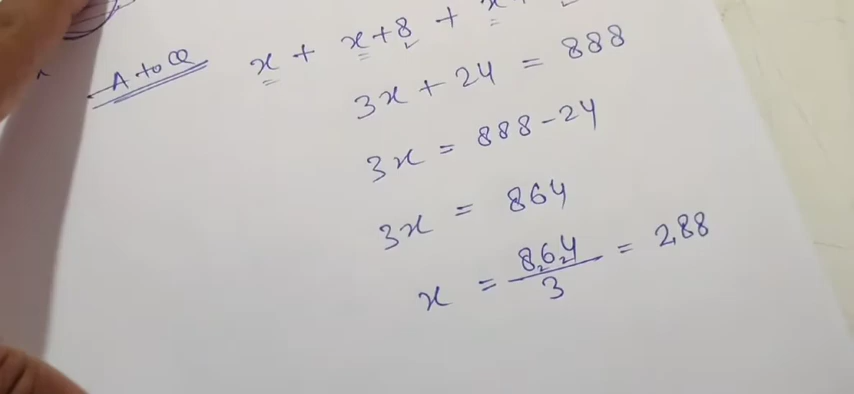 A to Q
x + x+8 + x
3x + 24 = 888
3x = 888-24
3x = 864
x = 864/3 = 288